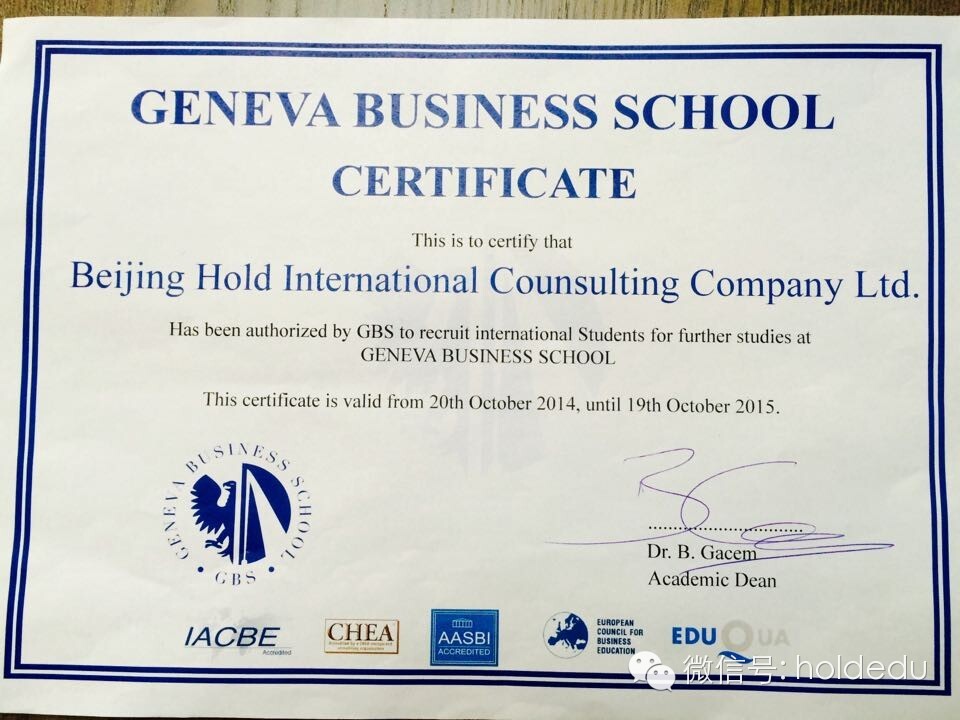 GENEVA BUSINESS SCHOOL
CERTIFICATE
This is to certify that
Beijing Hold International Counsulting Company Ltd.
Has been authorized by GBS to recruit international Students for further studies at
GENEVA BUSINESS SCHOOL
This certificate is valid from 20th October 2014, until 19th October 2015.
GENEVA BUSINESS SCHOOL
• GBS •
Dr. B. Gacem
Academic Dean
IACBE
Accredited
CHEA
AASBI
ACCREDITED
EUROPEAN
COUNCIL FOR
BUSINESS
EDUCATION
EDUQUA
微信号: holdedu